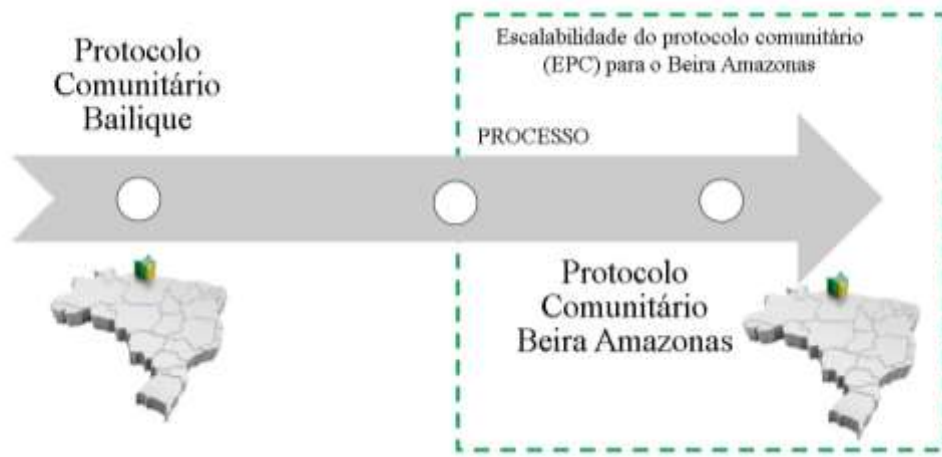 Protocolo
Comunitário
Bailique
Escalabilidade do protocolo comunitário
(EPC) para o Beira Amazonas
PROCESSO
Protocolo
Comunitário
Beira Amazonas